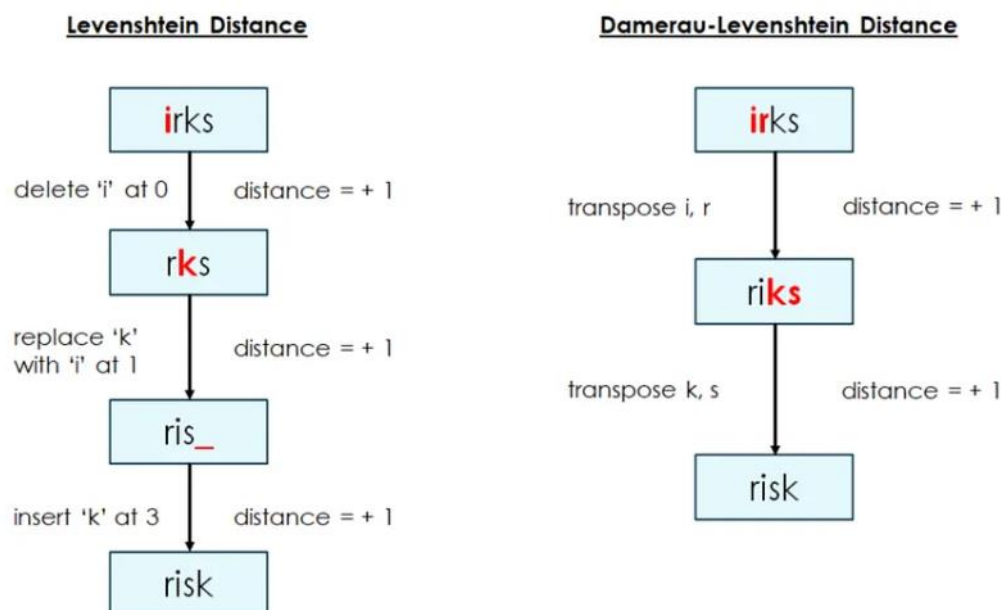 Levenshtein Distance
irks
delete ‘i’ at 0
distance = + 1
rks
replace ‘k’
with ‘i’ at 1
distance = + 1
ris_
insert ‘k’ at 3
distance = + 1
risk
Damerau-Levenshtein Distance
irks
transpose i, r
distance = + 1
riks
transpose k, s
distance = + 1
risk